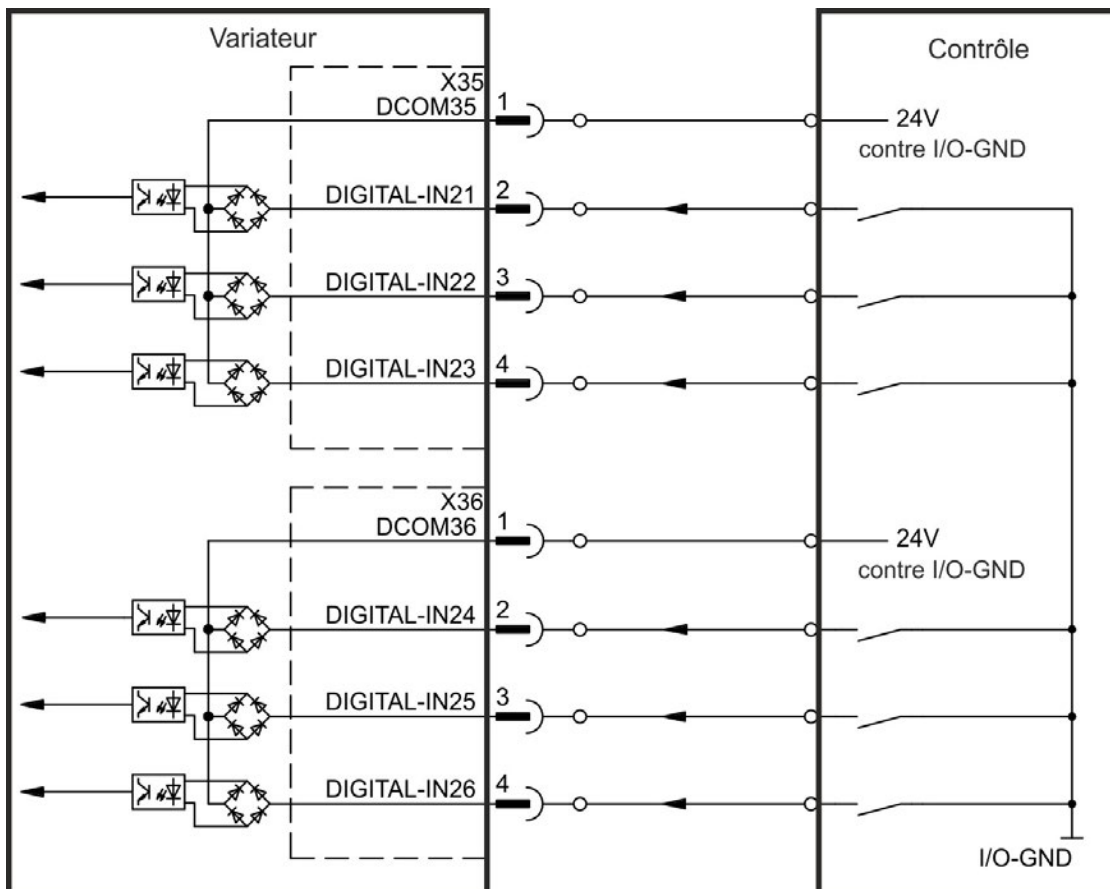 Variateur
Contrôle
X35
DCOM35
1
24V
contre I/O-GND
DIGITAL-IN21
2
DIGITAL-IN22
3
DIGITAL-IN23
4
X36
DCOM36
1
24V
contre I/O-GND
DIGITAL-IN24
2
DIGITAL-IN25
3
DIGITAL-IN26
4
I/O-GND